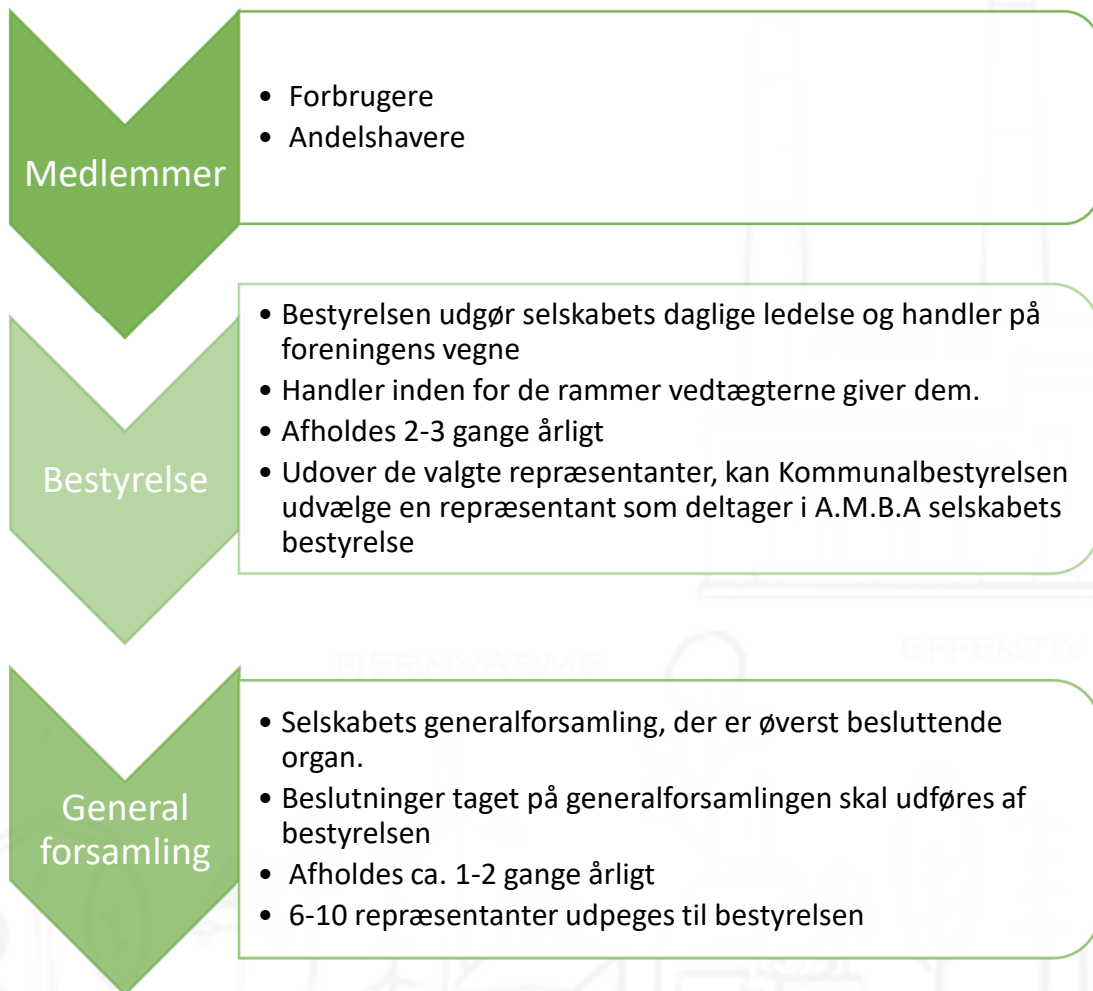 Medlemmer
• Forbrugere
• Andelshavere
Bestyrelse
• Bestyrelsen udgør selskabets daglige ledelse og handler på
foreningens vegne
• Handler inden for de rammer vedtægterne giver dem.
• Afholdes 2-3 gange årligt
• Udover de valgte repræsentanter, kan Kommunalbestyrelsen
udvælge en repræsentant som deltager i A.M.B.A selskabets
bestyrelse
FJERNVARME
EFFEKTIV
General
forsamling
• Selskabets generalforsamling, der er øverst besluttende
organ.
• Beslutninger taget på generalforsamlingen skal udføres af
bestyrelsen
• Afholdes ca. 1-2 gange årligt
• 6-10 repræsentanter udpeges til bestyrelsen